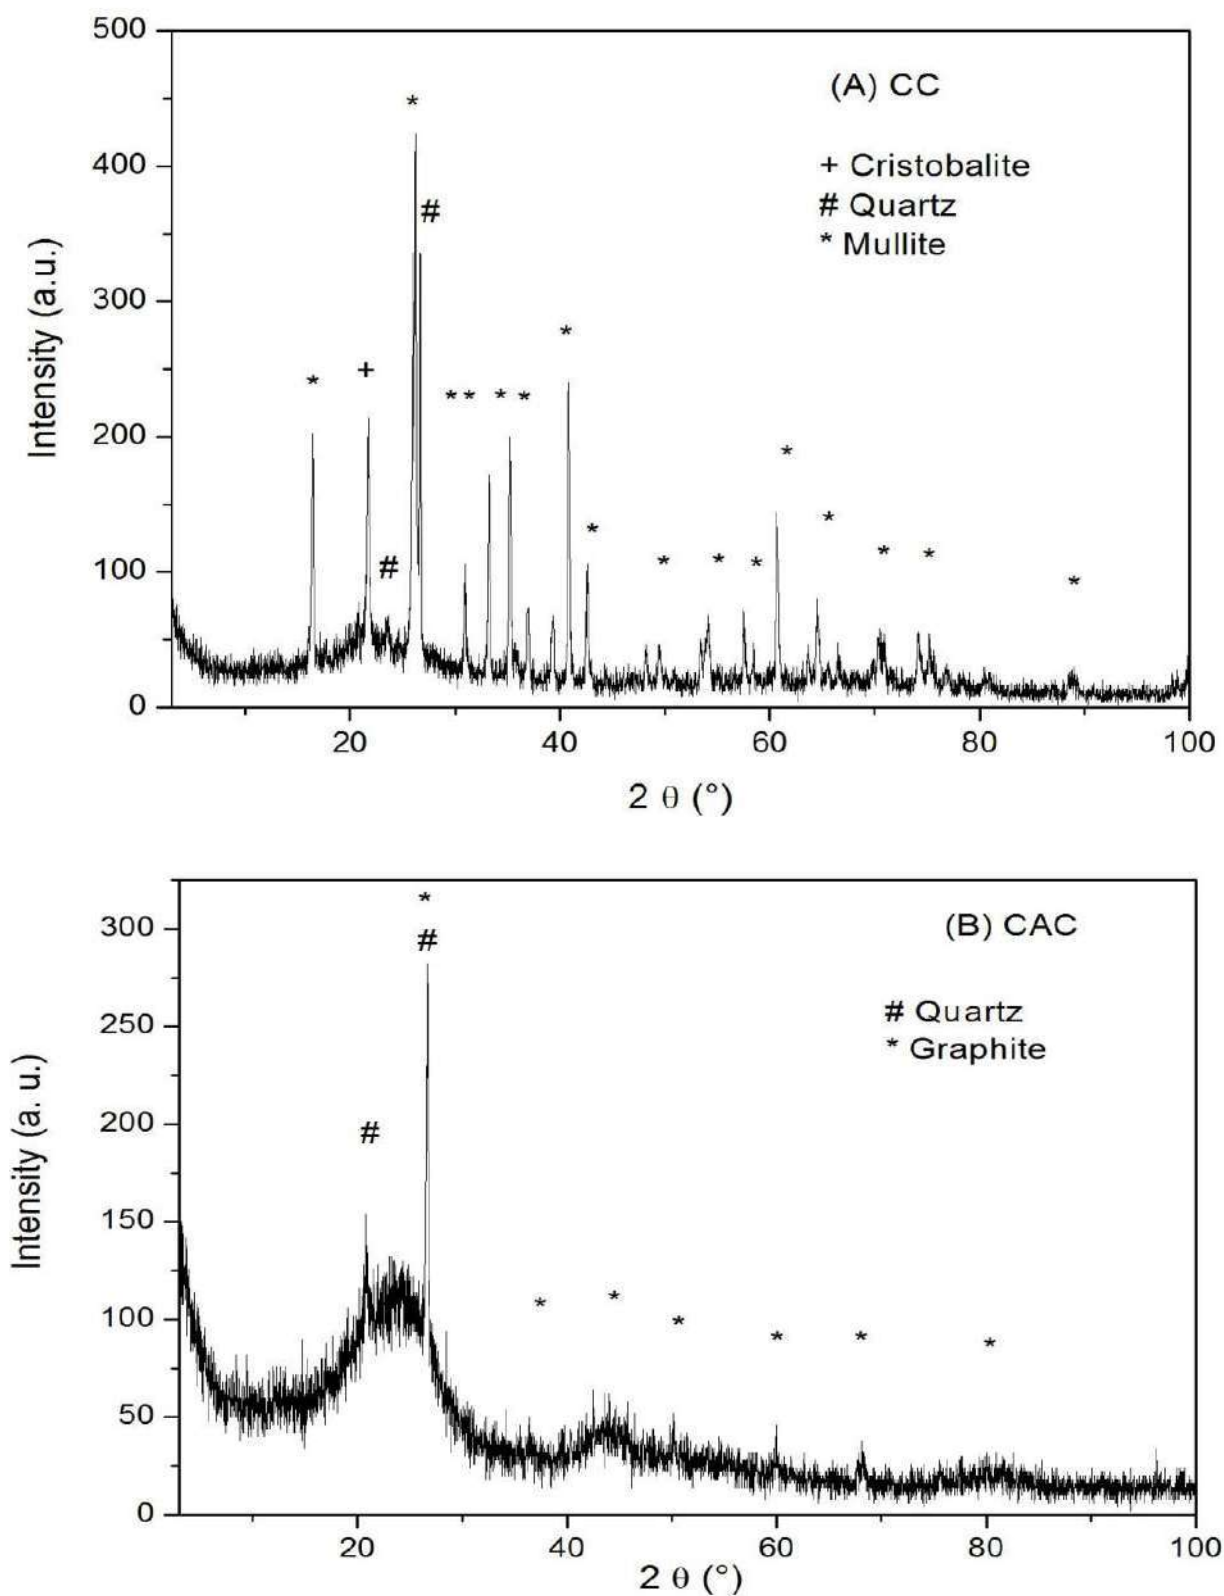 500
400
300
200
100
0
Intensity (a.u.)
(A) CC
+ Cristobalite
# Quartz
* Mullite
*
#
*
+
*
* * * *
#
*
*
*
*
*
*
*
*
*
*
20 40 60 80 100
2 θ (°)
300
250
200
150
100
50
0
Intensity (a. u.)
(B) CAC
# Quartz
* Graphite
*
#
#
* * * * * *
20 40 60 80 100
2 θ (°)